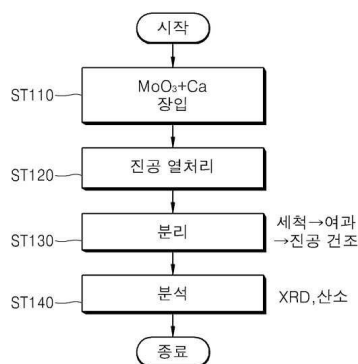 시작
ST110
MoO₃+Ca
장입
ST120
진공 열처리
ST130
분리
세척→여과
→진공 건조
ST140
분석
XRD,산소
종료